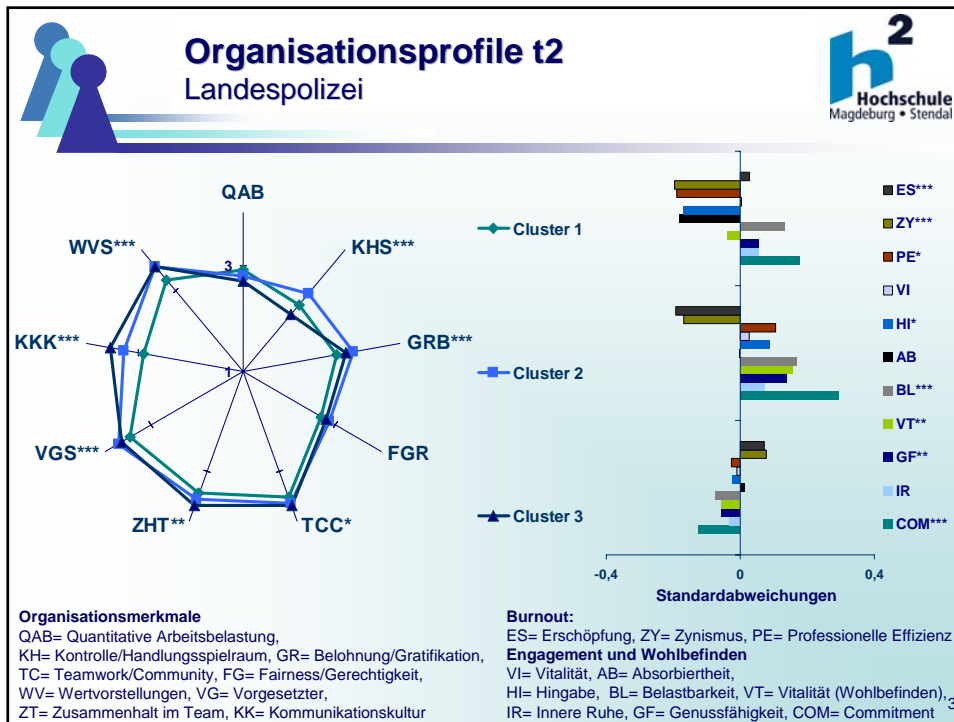 Organisationsprofile t2
Landespolizei
h2
Hochschule
Magdeburg • Stendal
QAB
KHS***
GRB***
FGR
TCC*
ZHT**
VGS***
KKK***
WVS***
3
1
Cluster 1
Cluster 2
Cluster 3
ES***
ZY***
PE*
VI
HI*
AB
BL***
VT**
GF**
IR
COM***
-0,4 0 0,4
Standardabweichungen
Organisationsmerkmale
QAB= Quantitative Arbeitsbelastung,
KH= Kontrolle/Handlungsspielraum, GR= Belohnung/Gratifikation,
TC= Teamwork/Community, FG= Fairness/Gerechtigkeit,
WV= Wertvorstellungen, VG= Vorgesetzter,
ZT= Zusammenhalt im Team, KK= Kommunikationskultur
Burnout:
ES= Erschöpfung, ZY= Zynismus, PE= Professionelle Effizienz
Engagement und Wohlbefinden
VI= Vitalität, AB= Absorbiertheit,
HI= Hingabe, BL= Belastbarkeit, VT= Vitalität (Wohlbefinden),
IR= Innere Ruhe, GF= Genussfähigkeit, COM= Commitment
3